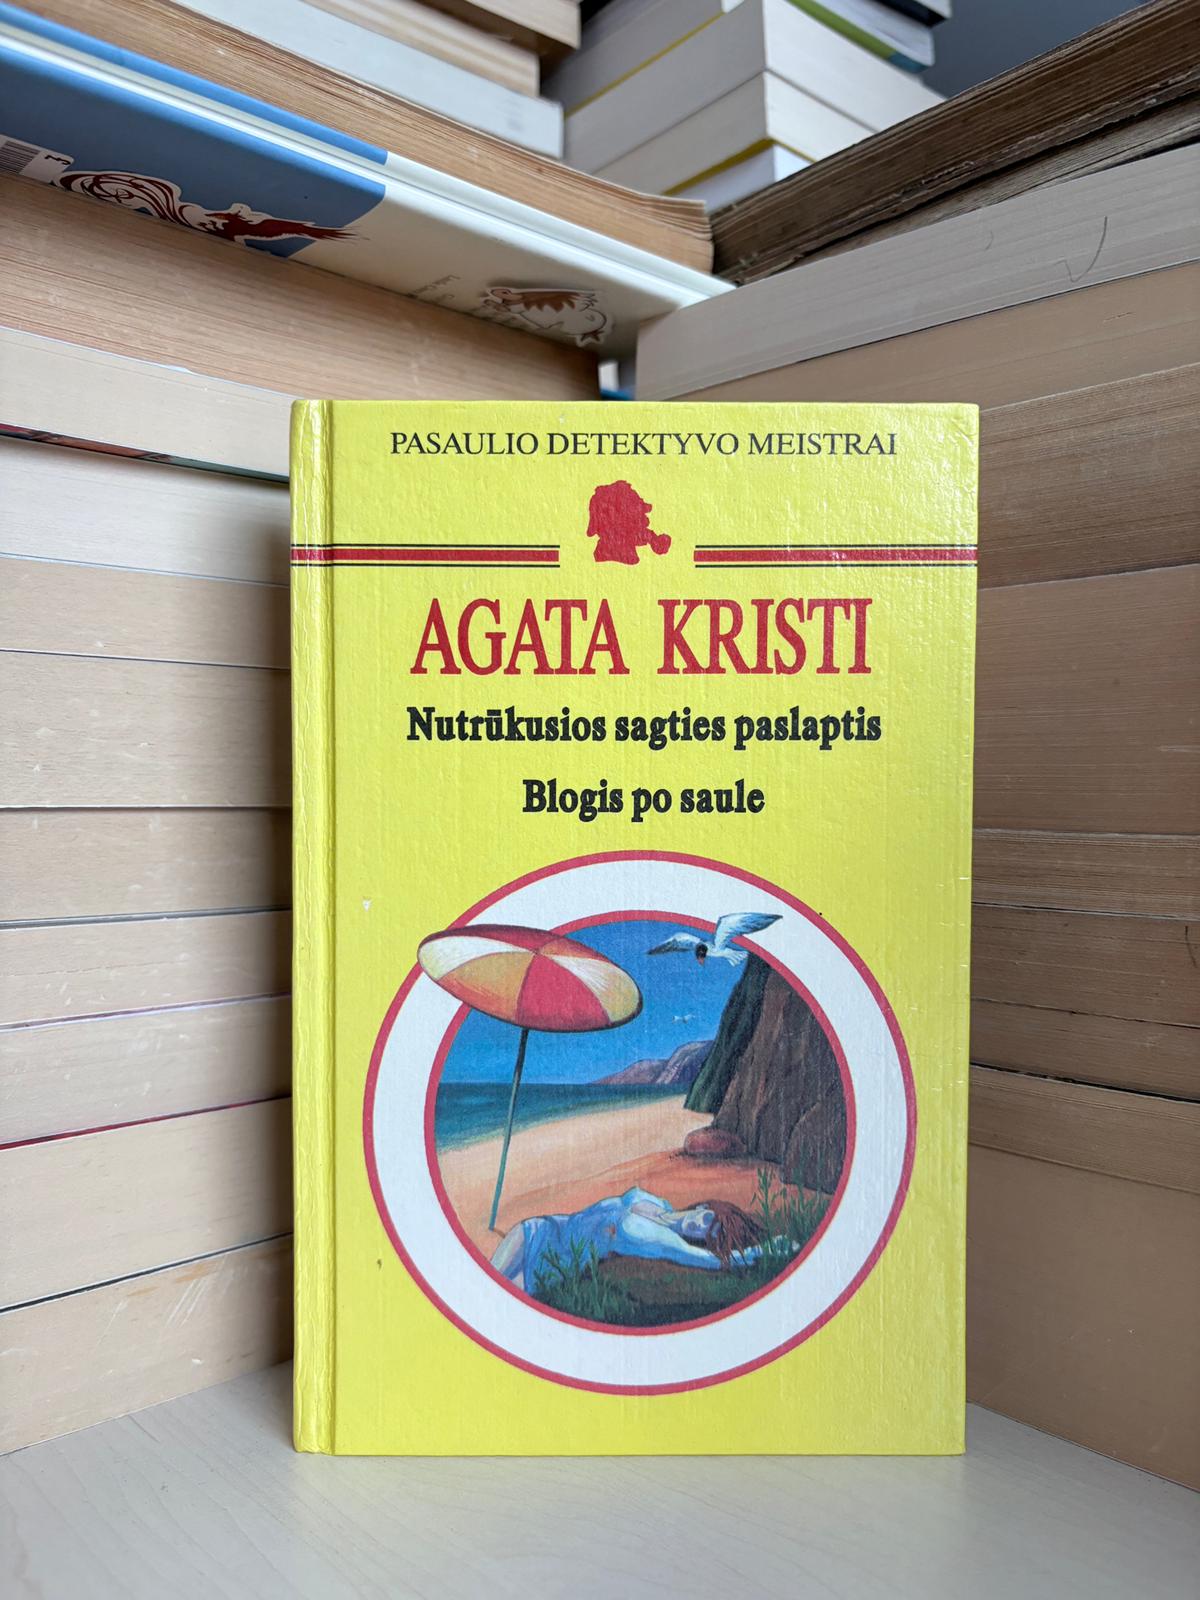 PASAULIO DETEKTYVO MEISTRAI
AGATA KRISTI
Nutrūkusios sagties paslaptis
Blogis po saule